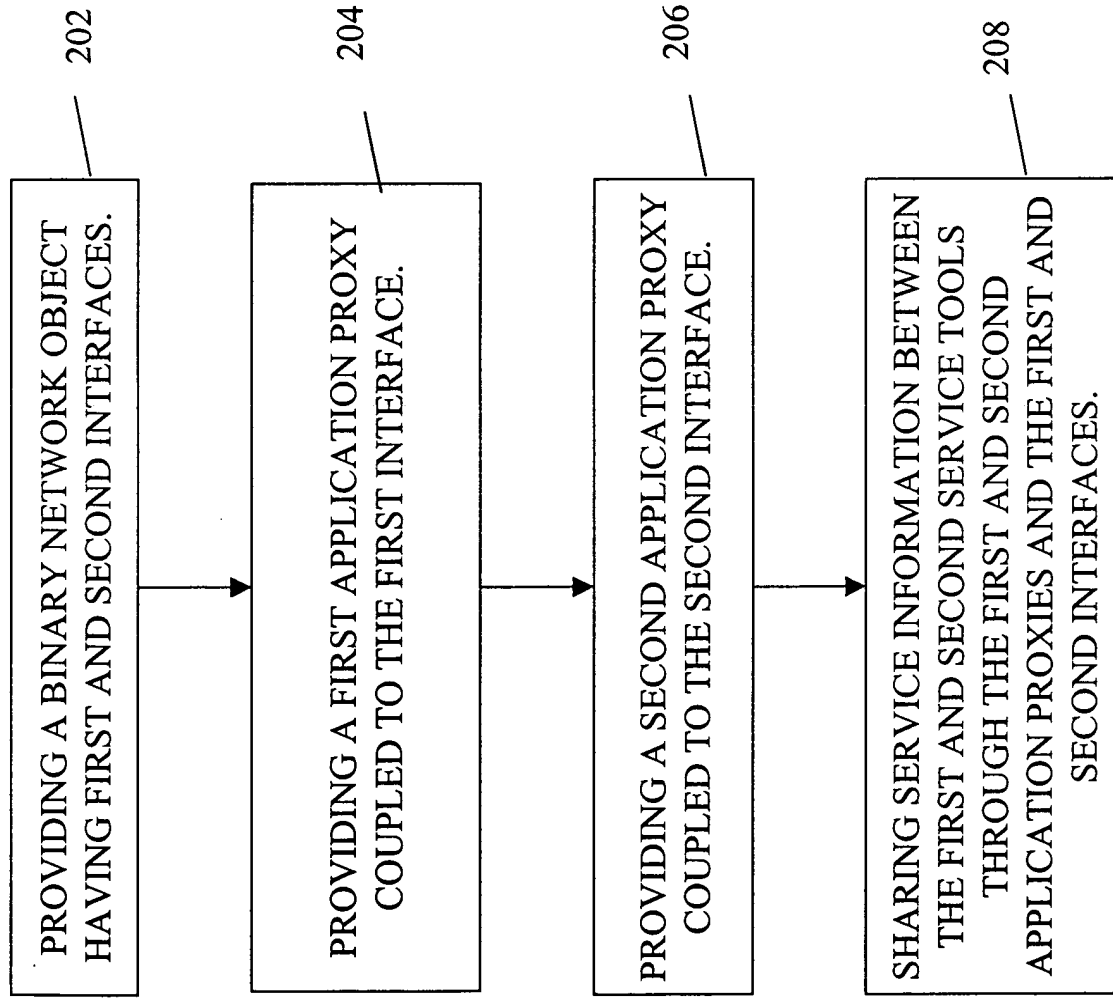 PROVIDING A BINARY NETWORK OBJECT
HAVING FIRST AND SECOND INTERFACES.
202
PROVIDING A FIRST APPLICATION PROXY
COUPLED TO THE FIRST INTERFACE.
204
PROVIDING A SECOND APPLICATION PROXY
COUPLED TO THE SECOND INTERFACE.
206
SHARING SERVICE INFORMATION BETWEEN
THE FIRST AND SECOND SERVICE TOOLS
THROUGH THE FIRST AND SECOND
APPLICATION PROXIES AND THE FIRST AND
SECOND INTERFACES.
208